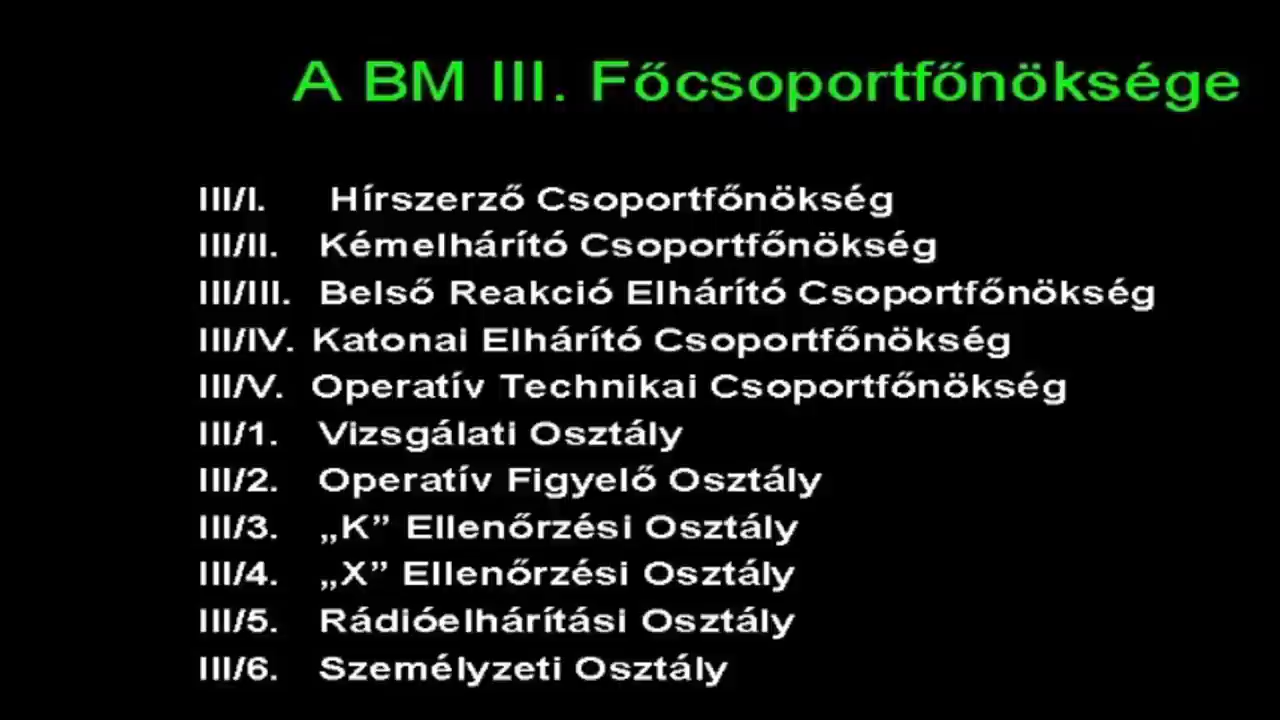 A BM III. Főcsoportfőnöksége
III/I. Hírszerző Csoportfőnökség
III/II. Kémelhárító Csoportfőnökség
III/III. Belső Reakció Elhárító Csoportfőnökség
III/IV. Katonai Elhárító Csoportfőnökség
III/V. Operatív Technikai Csoportfőnökség
III/1. Vizsgálati Osztály
III/2. Operatív Figyelő Osztály
III/3. „K” Ellenőrzési Osztály
III/4. „X” Ellenőrzési Osztály
III/5. Rádióelhárítási Osztály
III/6. Személyzeti Osztály